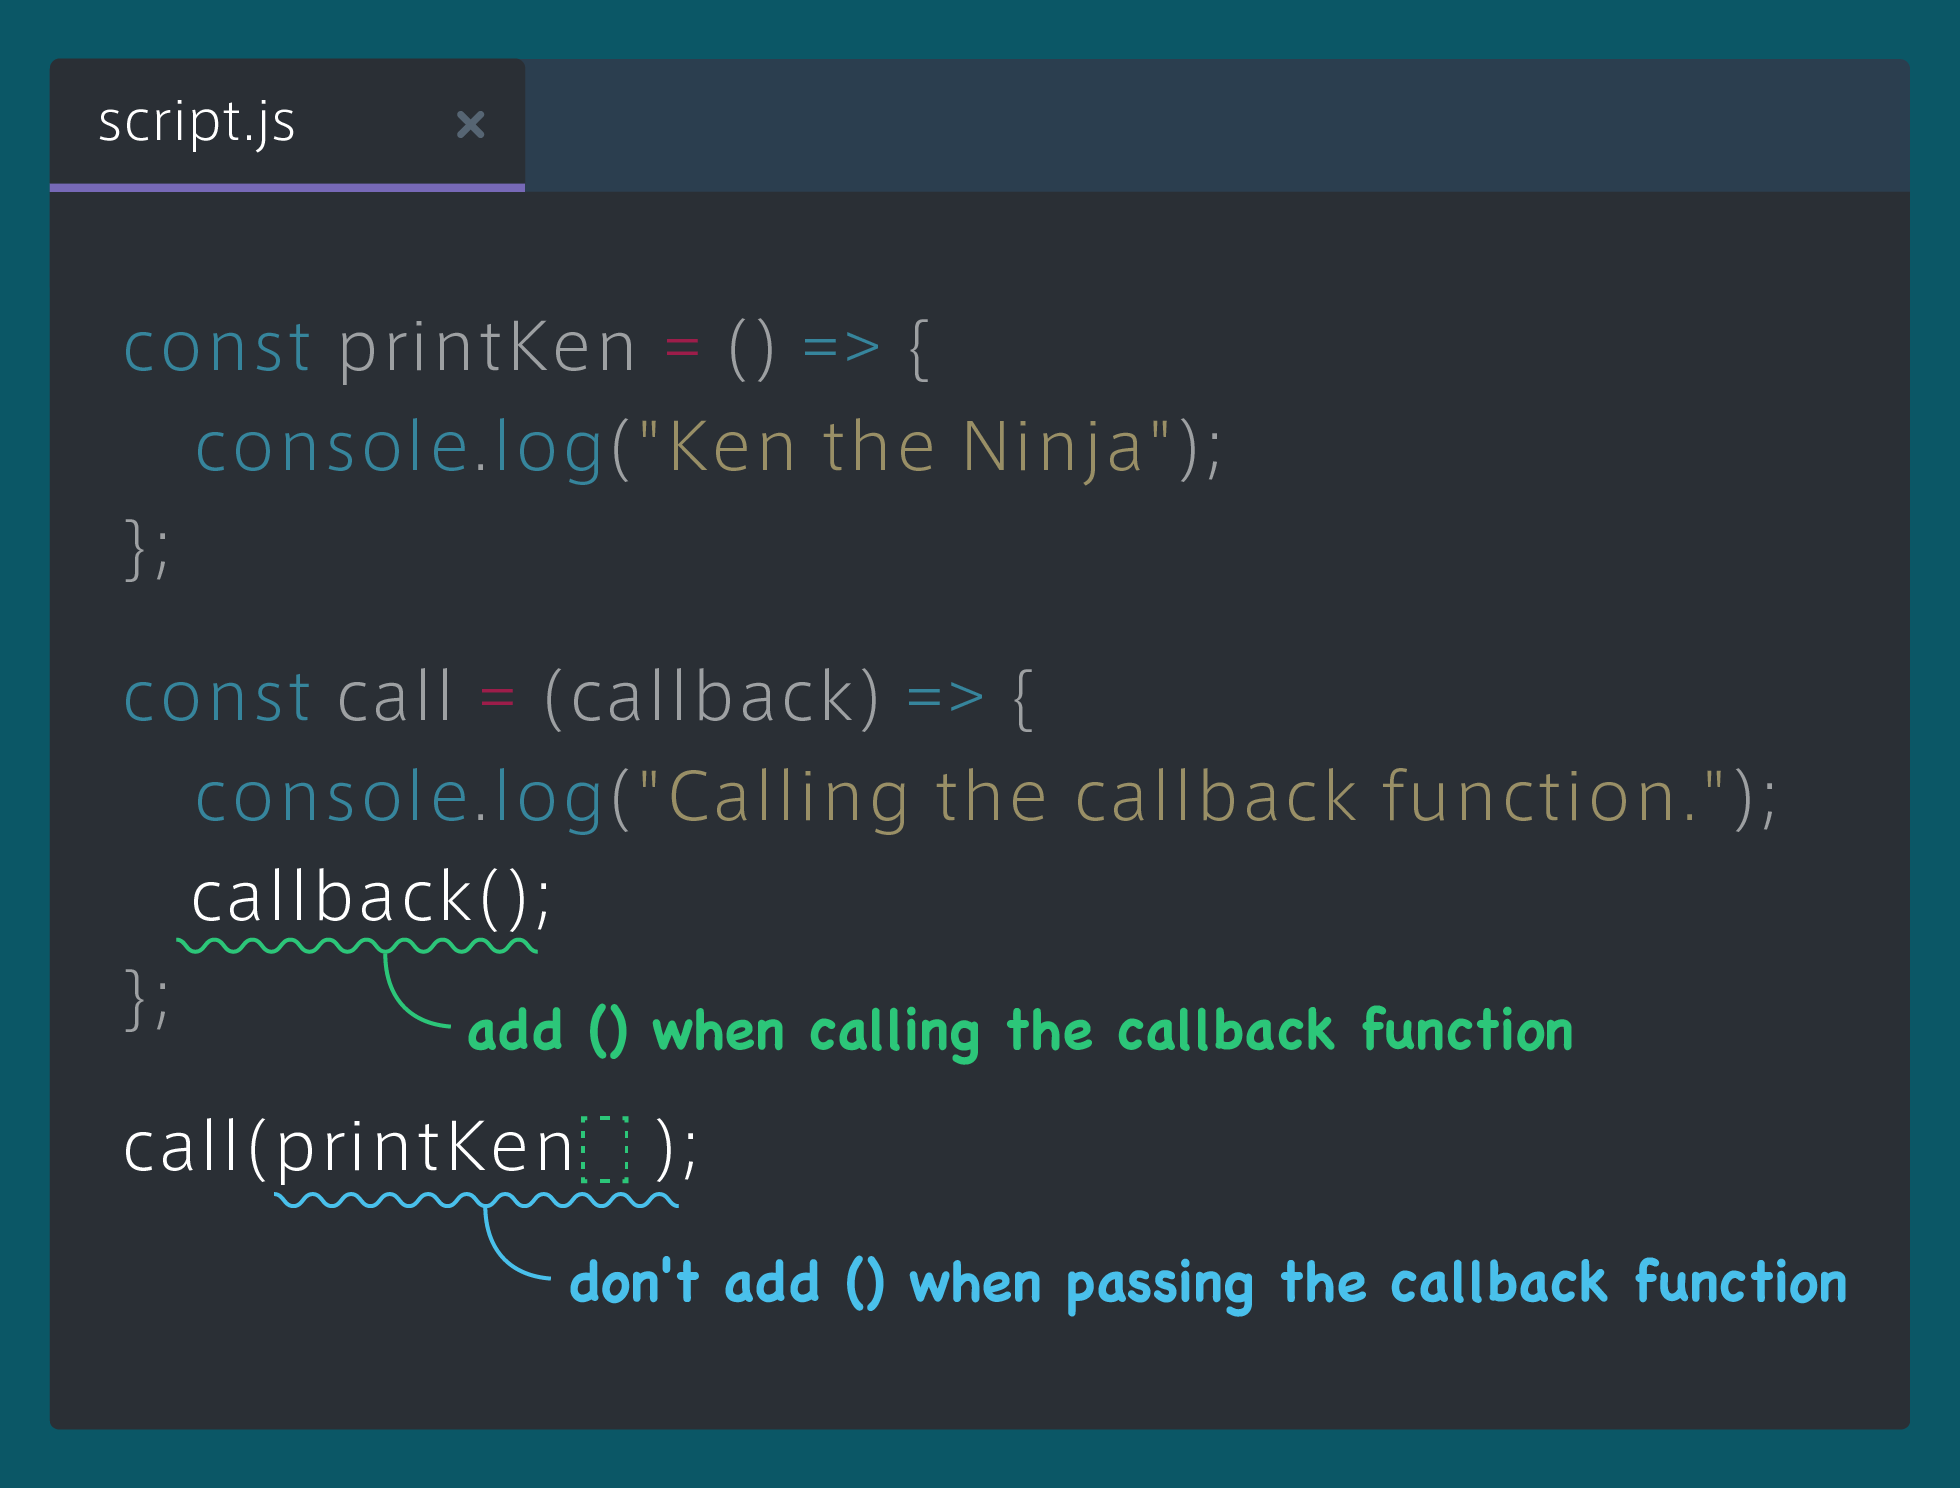 script.js ×
const printKen = () => {
console.log("Ken the Ninja");
};
const call = (callback) => {
console.log("Calling the callback function.");
callback();
};
add () when calling the callback function
call(printKen );
don't add () when passing the callback function